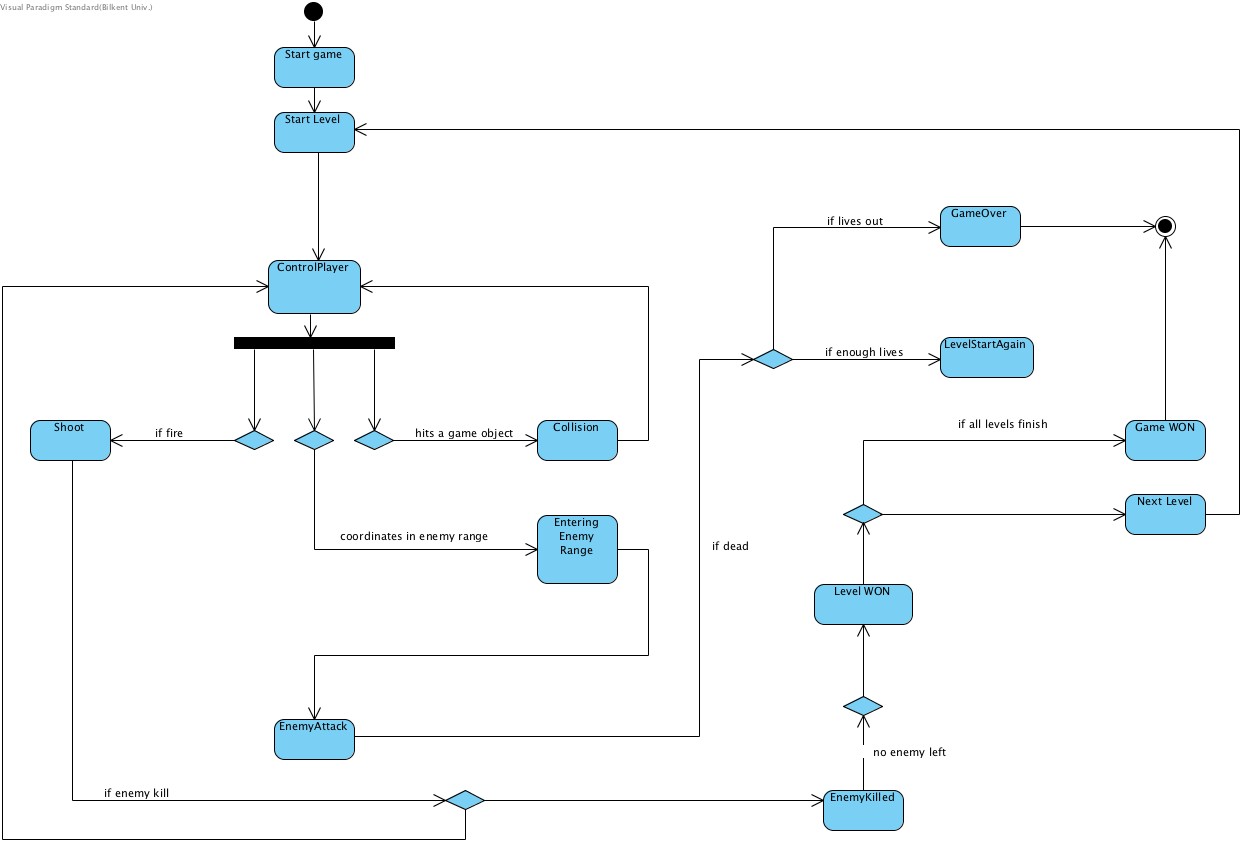 Visual Paradigm Standard(Bilkent Univ.)
Start game
Start Level
GameOver
if lives out
ControlPlayer
LevelStartAgain
if enough lives
Shoot
if fire
hits a game object
Collision
if all levels finish
Game WON
Next Level
Entering
Enemy
Range
coordinates in enemy range
if dead
Level WON
EnemyAttack
no enemy left
if enemy kill
EnemyKilled